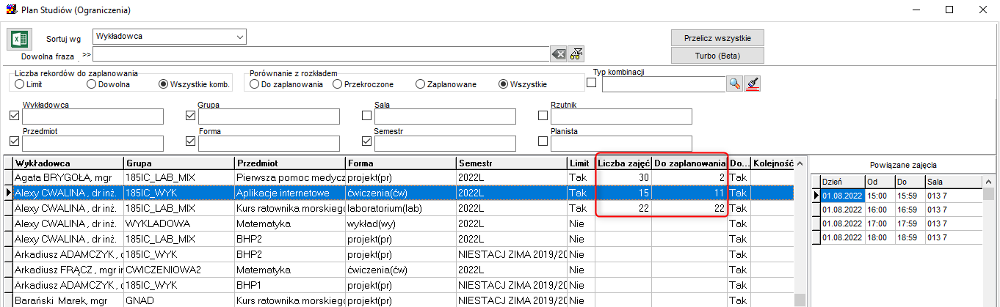 Plan Studiów (Ograniczenia)
Sortuj wg Wykładowca Przelicz wszystkie
Dowolna fraza >> Turbo (Beta)
Liczba rekordów do zaplanowania Porównanie z rozkładem Typ kombinacji
Limit Dowolna Wszystkie komb. Do zaplanowania Przekroczone Zaplanowane Wszystkie
Wykładowca Grupa Sala Rzutnik
Przedmiot Forma Semestr Planista
Wykładowca Grupa Przedmiot Forma Semestr Limit Liczba zajęć Do zaplanowania Do... Kolejność
Agata BRYGOŁA, mgr 185IC_LAB_MIX Pierwsza pomoc medycz projekt(pr) 2022L Tak 30 2 Tak
Alexy CWALINA , dr inż. 185IC_WYK Aplikacje internetowe ćwiczenia(ćw) 2022L Tak 15 11 Tak
Alexy CWALINA , dr inż. 185IC_LAB_MIX Kurs ratownika morskiego laboratorium(lab) 2022L Tak 22 22 Tak
Alexy CWALINA , dr inż. WYKLADOWA Matematyka wykład(wy) 2022L Nie Tak
Alexy CWALINA , dr inż. 185IC_LAB_MIX BHP2 projekt(pr) 2022L Nie Tak
Arkadiusz ADAMCZYK , d 185IC_WYK BHP2 projekt(pr) NIESTACJ ZIMA 2019/20 Nie Tak
Arkadiusz FRĄCZ , mgr in CWICZENIOWA2 Matematyka ćwiczenia(ćw) 2022L Nie Tak
Arkadiusz ADAMCZYK , d 185IC_WYK BHP1 projekt(pr) NIESTACJ ZIMA 2019/20 Nie Tak
Barański Marek, mgr GNAD Kurs ratownika morskiego projekt(pr) NIESTACJ ZIMA 2019/20 Nie Tak
Powiązane zajęcia
Dzień Od Do Sala
01.08.2022 15:00 15:59 013 7
01.08.2022 16:00 16:59 013 7
01.08.2022 17:00 17:59 013 7
01.08.2022 18:00 18:59 013 7